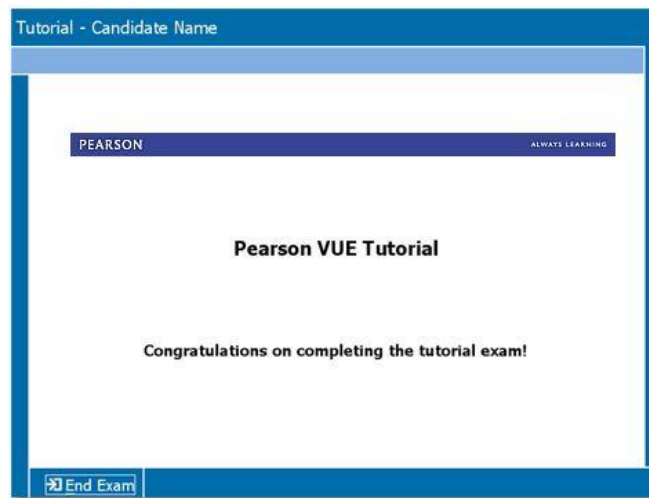 Tutorial - Candidate Name
PEARSON ALWAYS LEARNING
Pearson VUE Tutorial
Congratulations on completing the tutorial exam!
End Exam